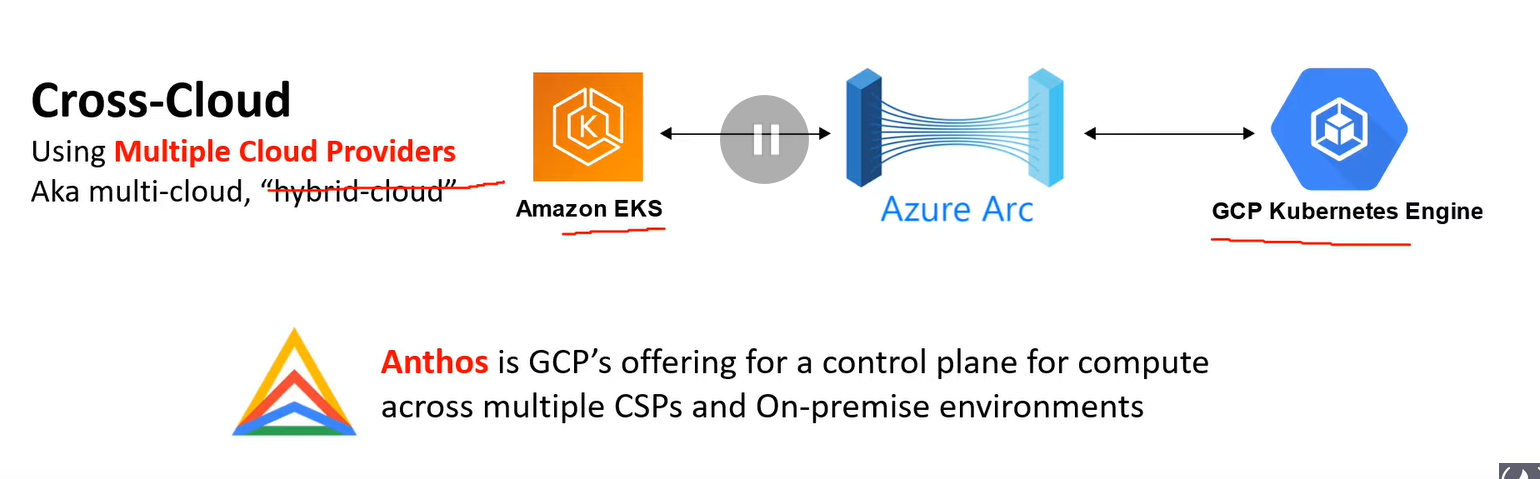 Cross-Cloud
Using Multiple Cloud Providers
Aka multi-cloud, “hybrid-cloud”
K
Amazon EKS
Azure Arc
GCP Kubernetes Engine
Anthos is GCP’s offering for a control plane for compute
across multiple CSPs and On-premise environments